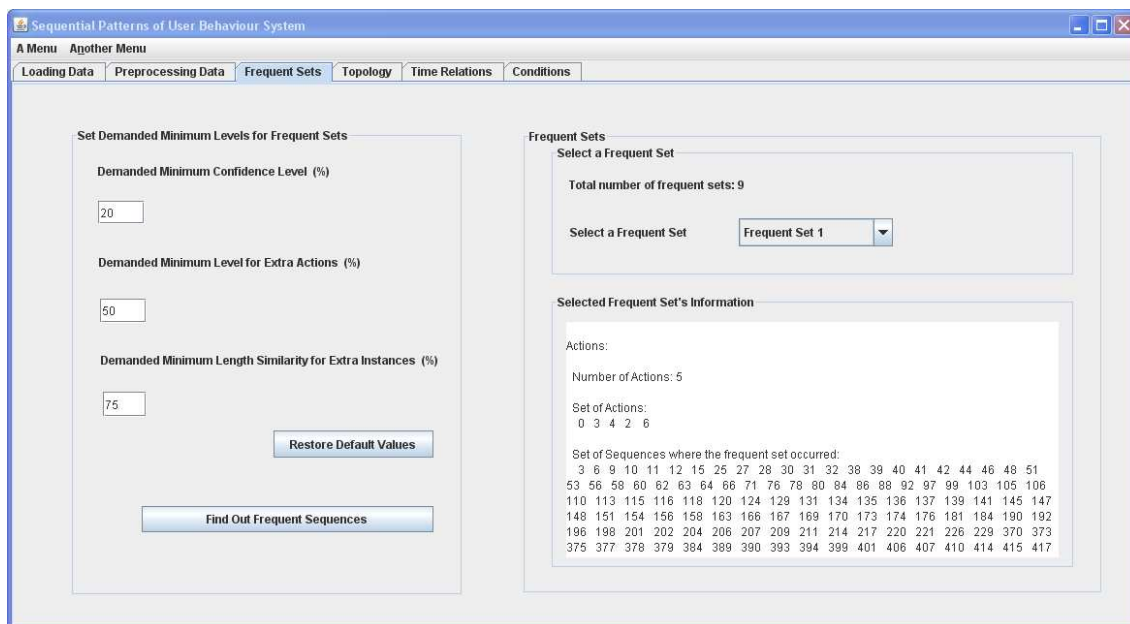 Sequential Patterns of User Behaviour System
A Menu Another Menu
Loading Data Preprocessing Data Frequent Sets Topology Time Relations Conditions
Set Demanded Minimum Levels for Frequent Sets
Demanded Minimum Confidence Level (%)
20
Demanded Minimum Level for Extra Actions (%)
50
Demanded Minimum Length Similarity for Extra Instances (%)
75
Restore Default Values
Find Out Frequent Sequences
Frequent Sets
Select a Frequent Set
Total number of frequent sets: 9
Select a Frequent Set Frequent Set 1
Selected Frequent Set's Information
Actions:
Number of Actions: 5
Set of Actions:
0 3 4 2 6
Set of Sequences where the frequent set occurred:
3 6 9 10 11 12 15 25 27 28 30 31 32 38 39 40 41 42 44 46 48 51
53 56 58 60 62 63 64 66 71 76 78 80 84 86 88 92 97 99 103 105 106
110 113 115 116 118 120 124 129 131 134 135 136 137 139 141 145 147
148 151 154 156 158 163 166 167 169 170 173 174 176 181 184 190 192
196 198 201 202 204 206 207 209 211 214 217 220 221 226 229 370 373
375 377 378 379 384 389 390 393 394 399 401 406 407 410 414 415 417